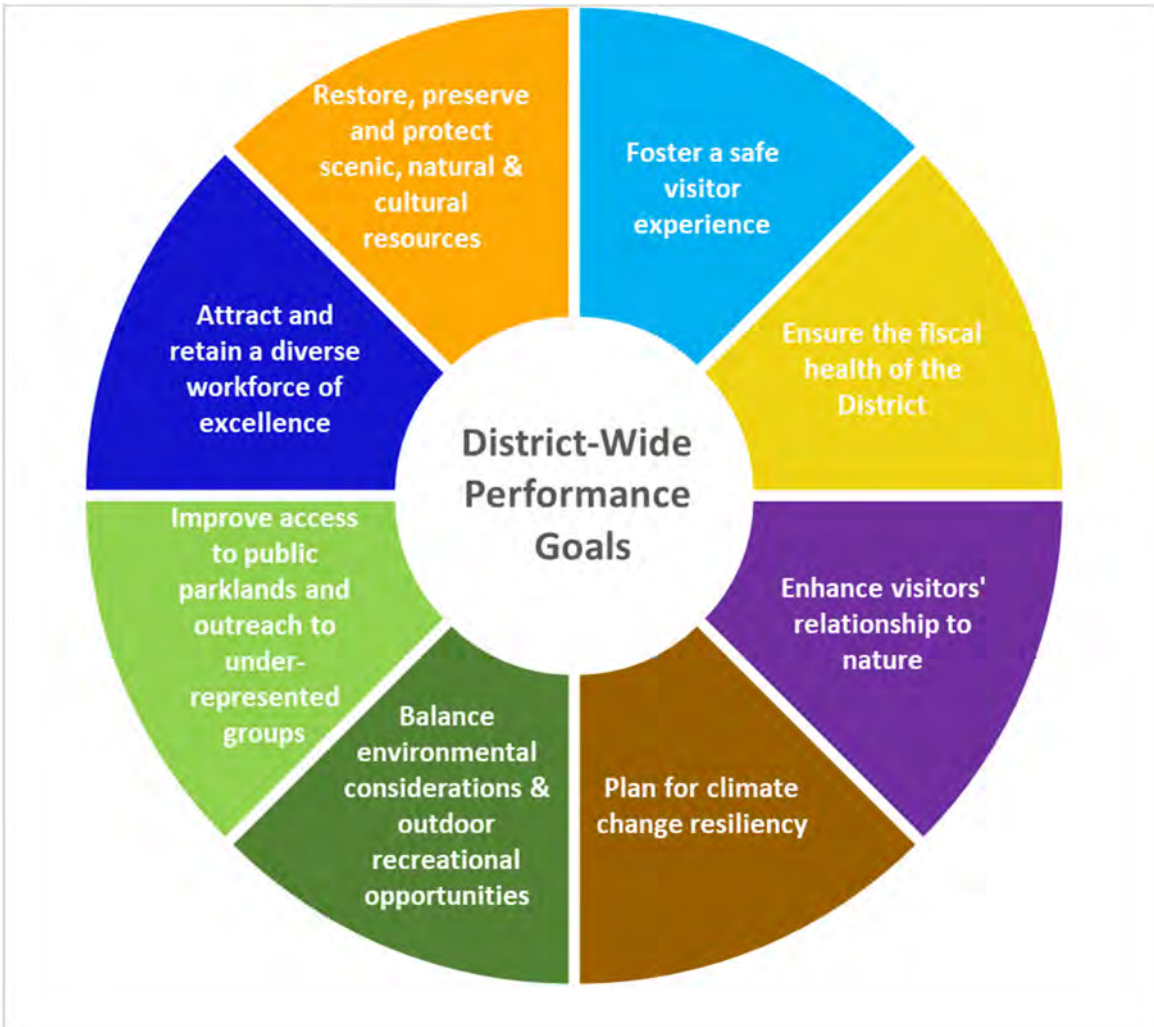 Restore, preserve
and protect
scenic, natural &
cultural
resources
Foster a safe
visitor
experience
Attract and
retain a diverse
workforce of
excellence
Ensure the fiscal
health of the
District
District-Wide
Performance
Goals
Improve access
to public
parklands and
outreach to
under-
represented
groups
Enhance visitors'
relationship to
nature
Balance
environmental
considerations &
outdoor
recreational
opportunities
Plan for climate
change resiliency